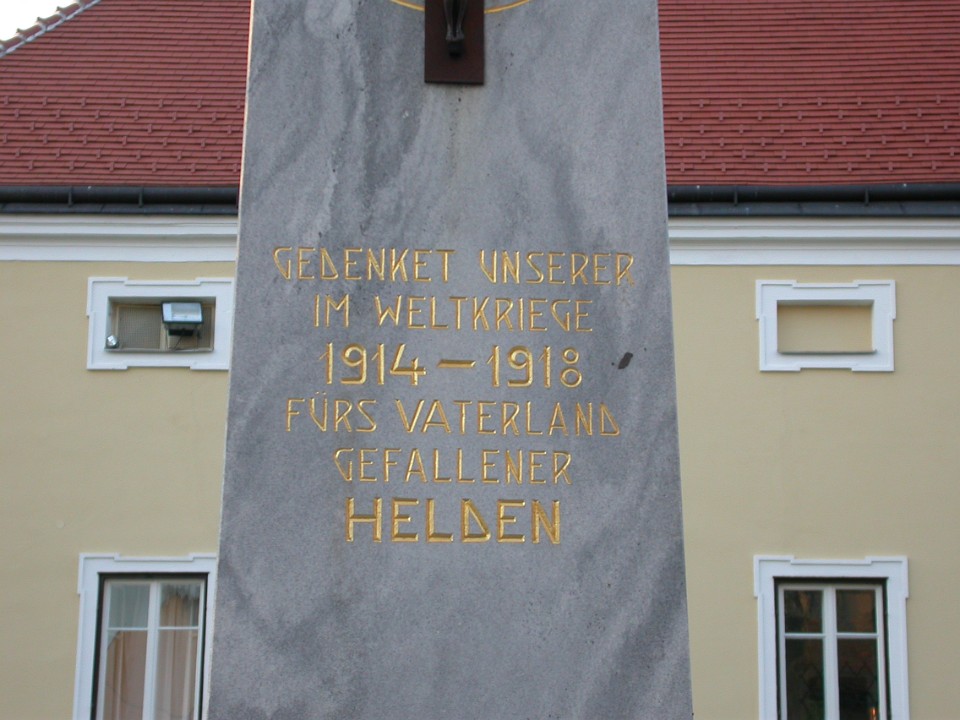 GEDENKET UNSERER
IM WELTKRIEGE
1914 – 1918
FÜRS VATERLAND
GEFALLENER
HELDEN